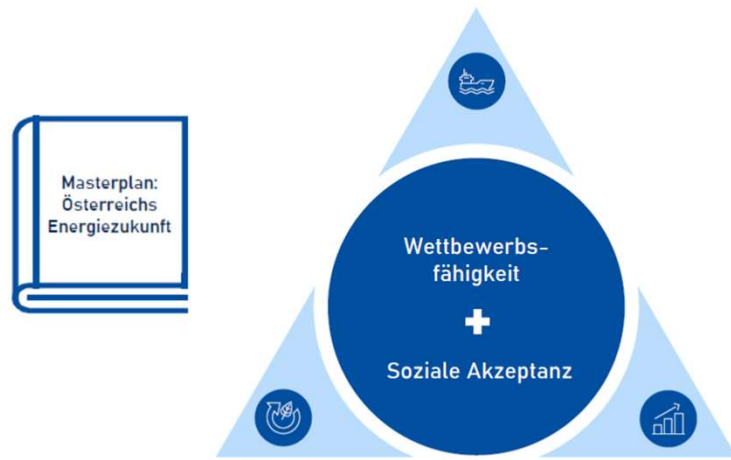 Masterplan:
Österreichs
Energiezukunft
Wettbewerbs-
fähigkeit
+
Soziale Akzeptanz